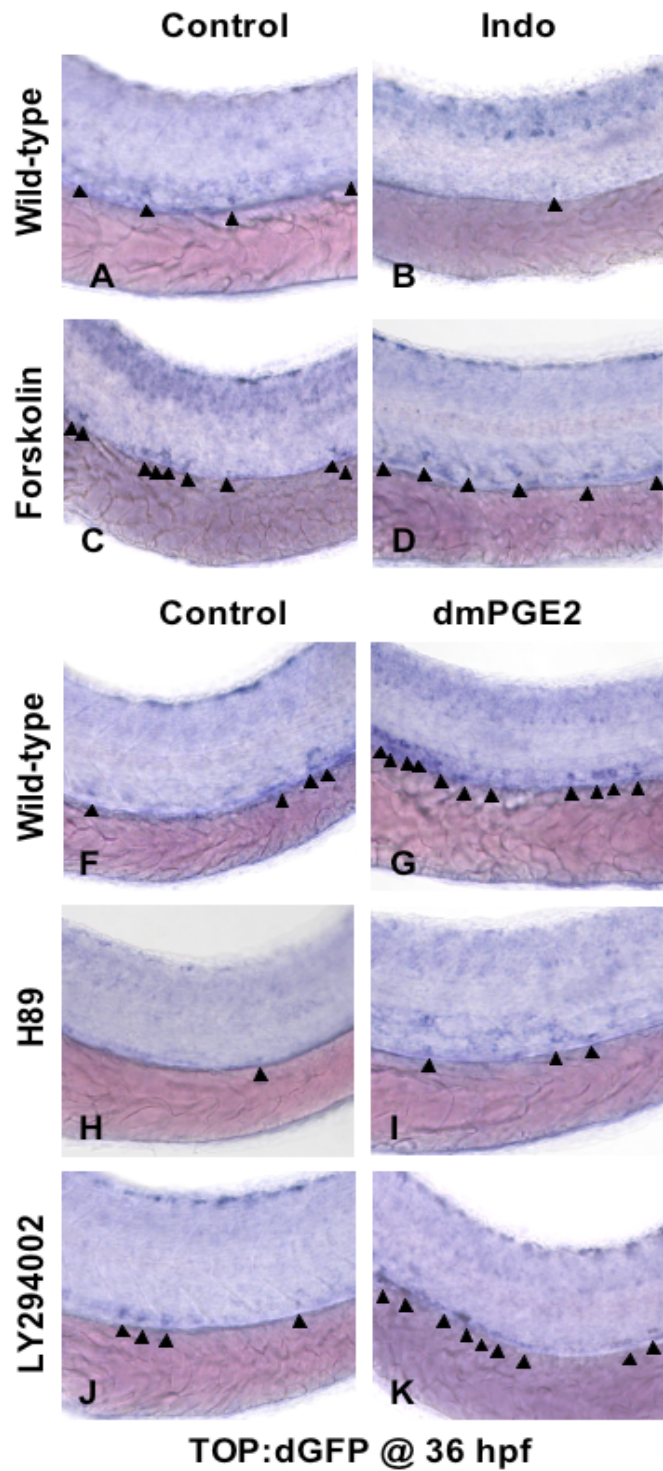 Control Indo
Wild-type
A B
Forskolin
C D
Control dmPGE2
Wild-type
F G
H89
H I
LY294002
J K
TOP:dGFP @ 36 hpf